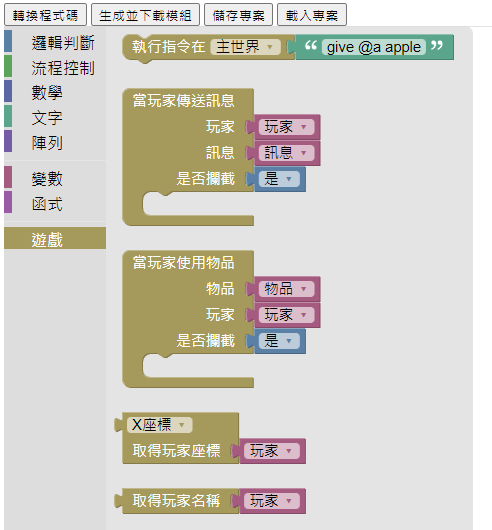 轉換程式碼 生成並下載模組 儲存專案 載入專案
邏輯判斷
流程控制
數學
文字
陣列
變數
函式
遊戲
執行指令在 主世界 “ give @a apple ”
當玩家傳送訊息
玩家 玩家
訊息 訊息
是否攔截 是
當玩家使用物品
物品 物品
玩家 玩家
是否攔截 是
X座標
取得玩家座標 玩家
取得玩家名稱 玩家